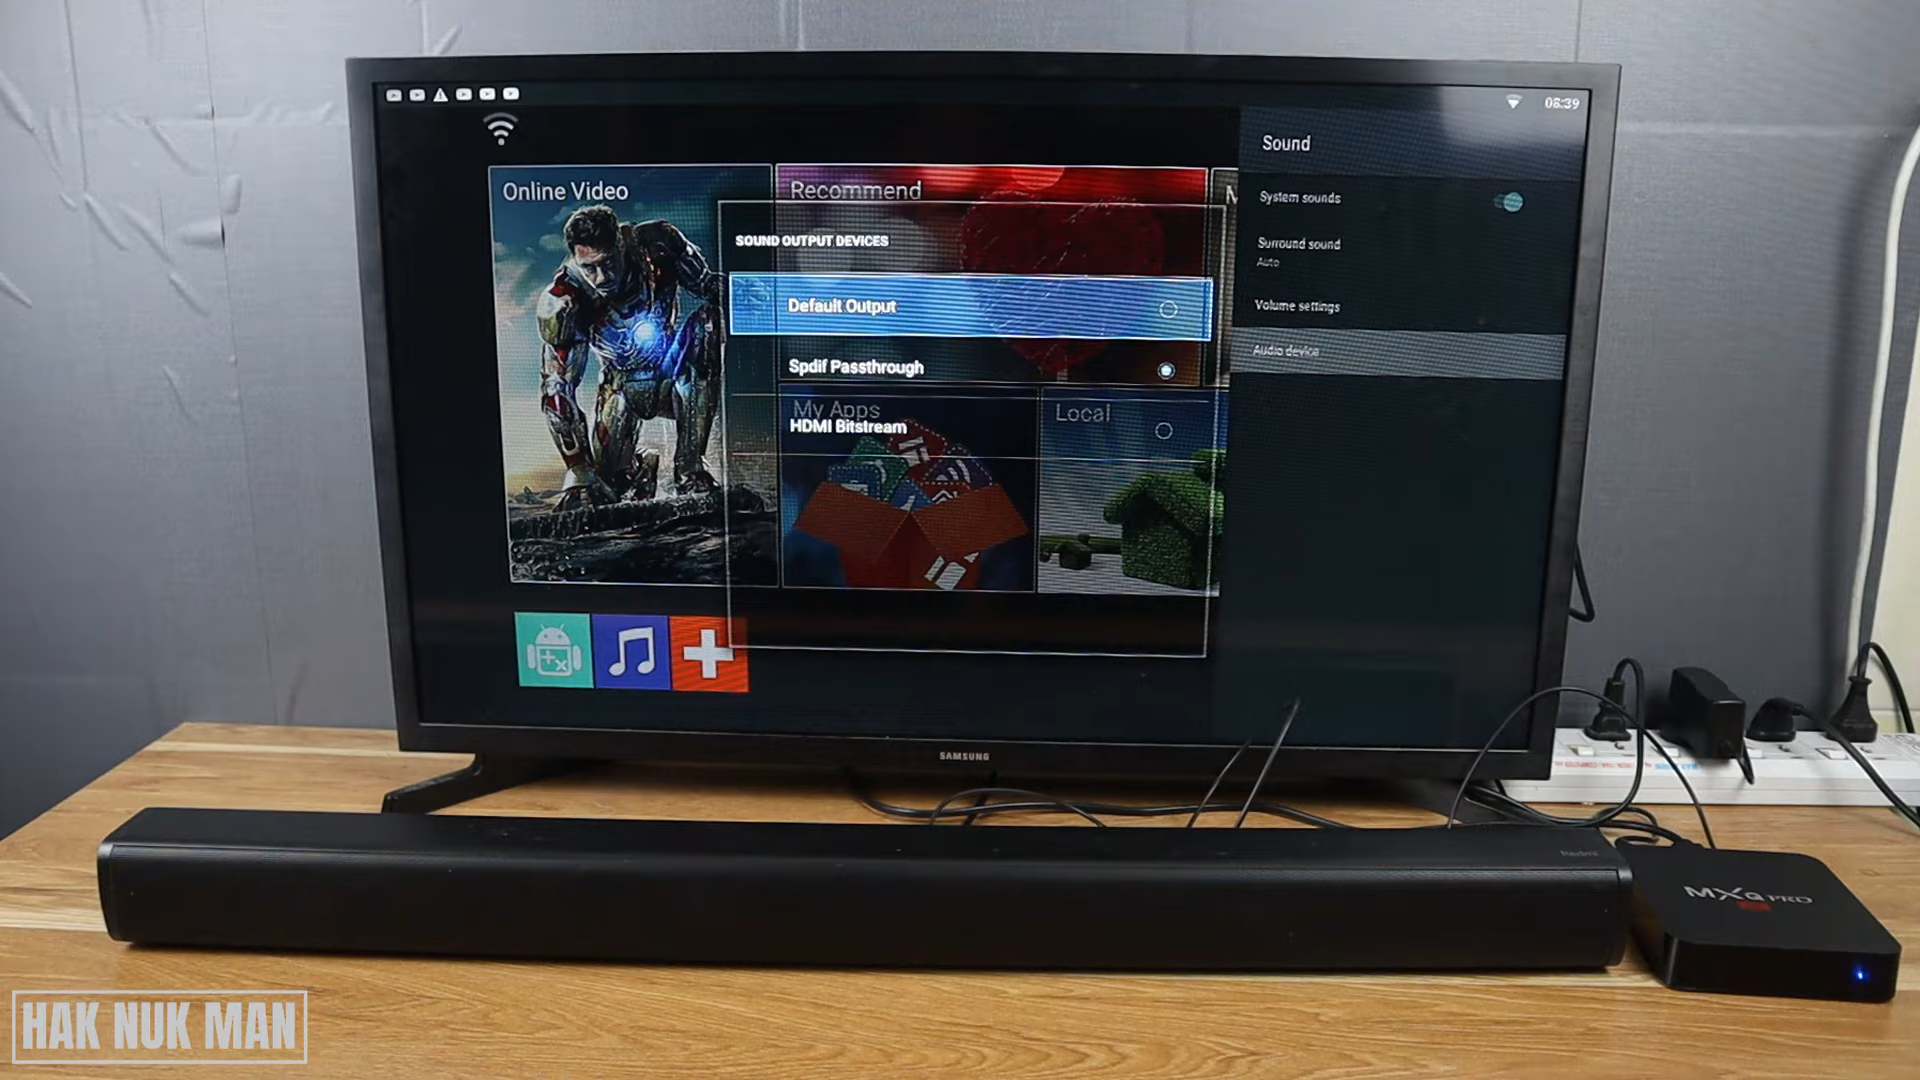 08:39
Sound
Online Video
Recommend
System sounds
SOUND OUTPUT DEVICES
Surround sound
Auto
Default Output
Volume settings
Audio device
Spdif Passthrough
My Apps
Local
HDMI Bitstream
SAMSUNG
Redmi
MXQ PRO
HAK NUK MAN